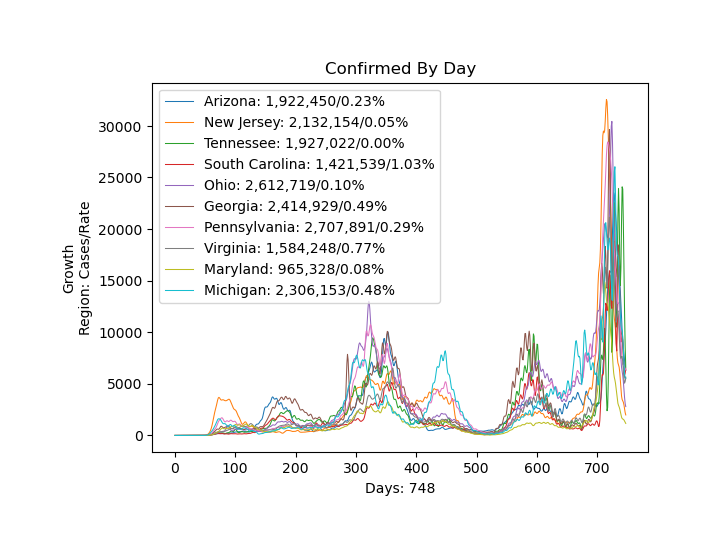 Confirmed By Day
Growth
Region: Cases/Rate
30000
25000
20000
15000
10000
5000
0
Arizona: 1,922,450/0.23%
New Jersey: 2,132,154/0.05%
Tennessee: 1,927,022/0.00%
South Carolina: 1,421,539/1.03%
Ohio: 2,612,719/0.10%
Georgia: 2,414,929/0.49%
Pennsylvania: 2,707,891/0.29%
Virginia: 1,584,248/0.77%
Maryland: 965,328/0.08%
Michigan: 2,306,153/0.48%
0 100 200 300 400 500 600 700
Days: 748